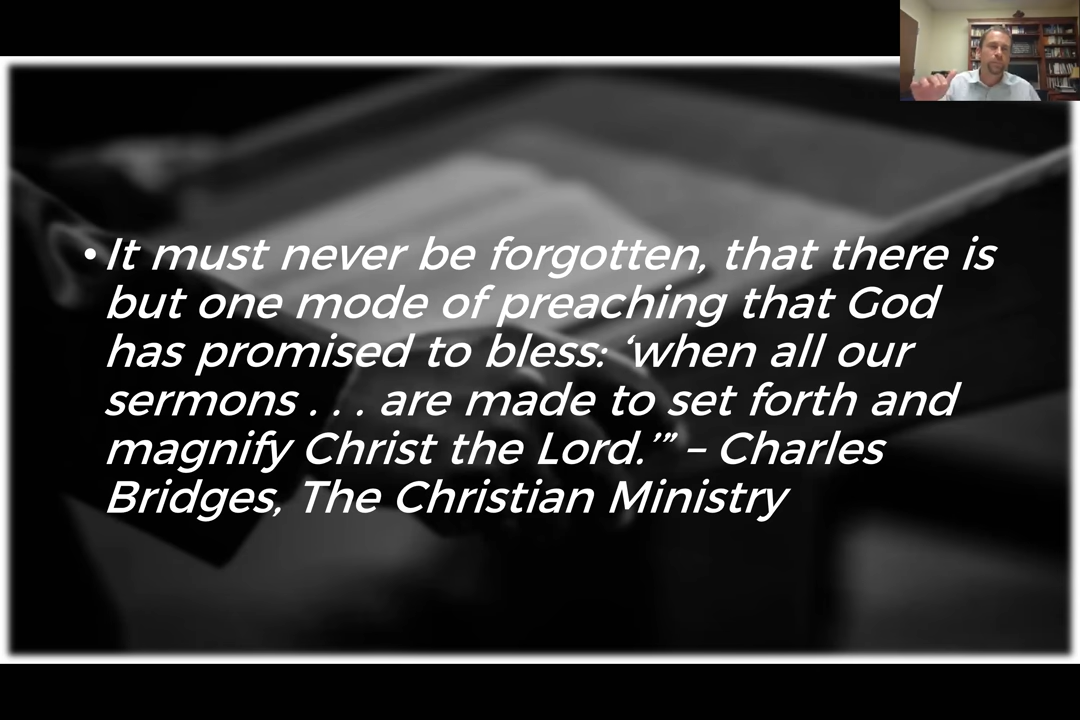 • It must never be forgotten, that there is
but one mode of preaching that God
has promised to bless: ‘when all our
sermons . . . are made to set forth and
magnify Christ the Lord.’” – Charles
Bridges, The Christian Ministry